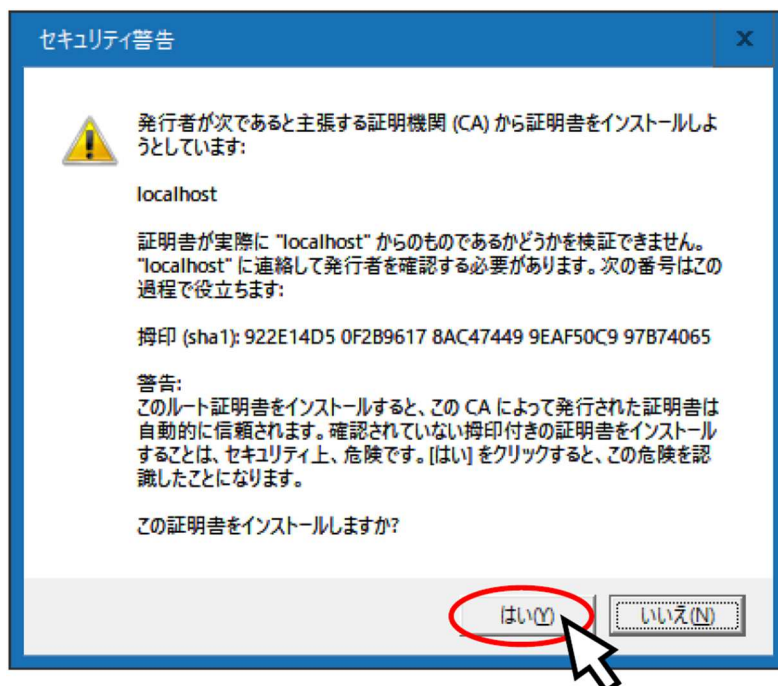 セキュリティ警告
発行者が次であると主張する証明機関 (CA) から証明書をインストールしよ
うとしています:
localhost
証明書が実際に "localhost" からのものであるかどうかを検証できません。
"localhost" に連絡して発行者を確認する必要があります。次の番号はこの
過程で役立ちます:
拇印 (sha1): 922E14D5 0F2B9617 8AC47449 9EAF50C9 97B74065
警告:
このルート証明書をインストールすると、この CA によって発行された証明書は
自動的に信頼されます。確認されていない拇印付きの証明書をインストール
することは、セキュリティ上、危険です。[はい] をクリックすると、この危険を認
識したことになります。
この証明書をインストールしますか?
はい(Y) いいえ(N)